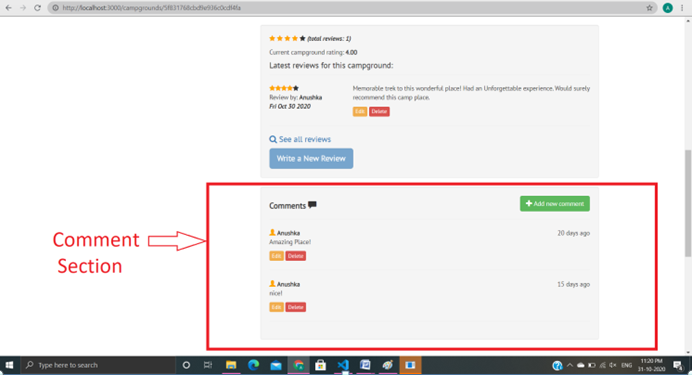 http://localhost:3000/campgrounds/5f831768cbdf9e936c0cdf4fa
A
(total reviews: 1)
Current campground rating: 4.00
Latest reviews for this campground:
Memorable trek to this wonderful place! Had an Unforgettable experience. Would surely
recommend this camp place.
Review by: Anushka
Fri Oct 30 2020
Edit Delete
See all reviews
Write a New Review
Comments
Add new comment
Comment
Section
Anushka 20 days ago
Amazing Place!
Edit Delete
Anushka 15 days ago
nice!
Edit Delete
Type here to search
ENG
11:20 PM
31-10-2020